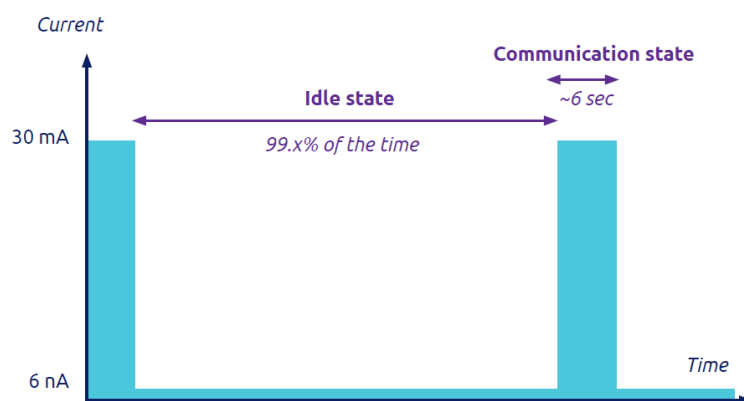 Current
Communication state
Idle state
~6 sec
30 mA
99.x% of the time
Time
6 nA